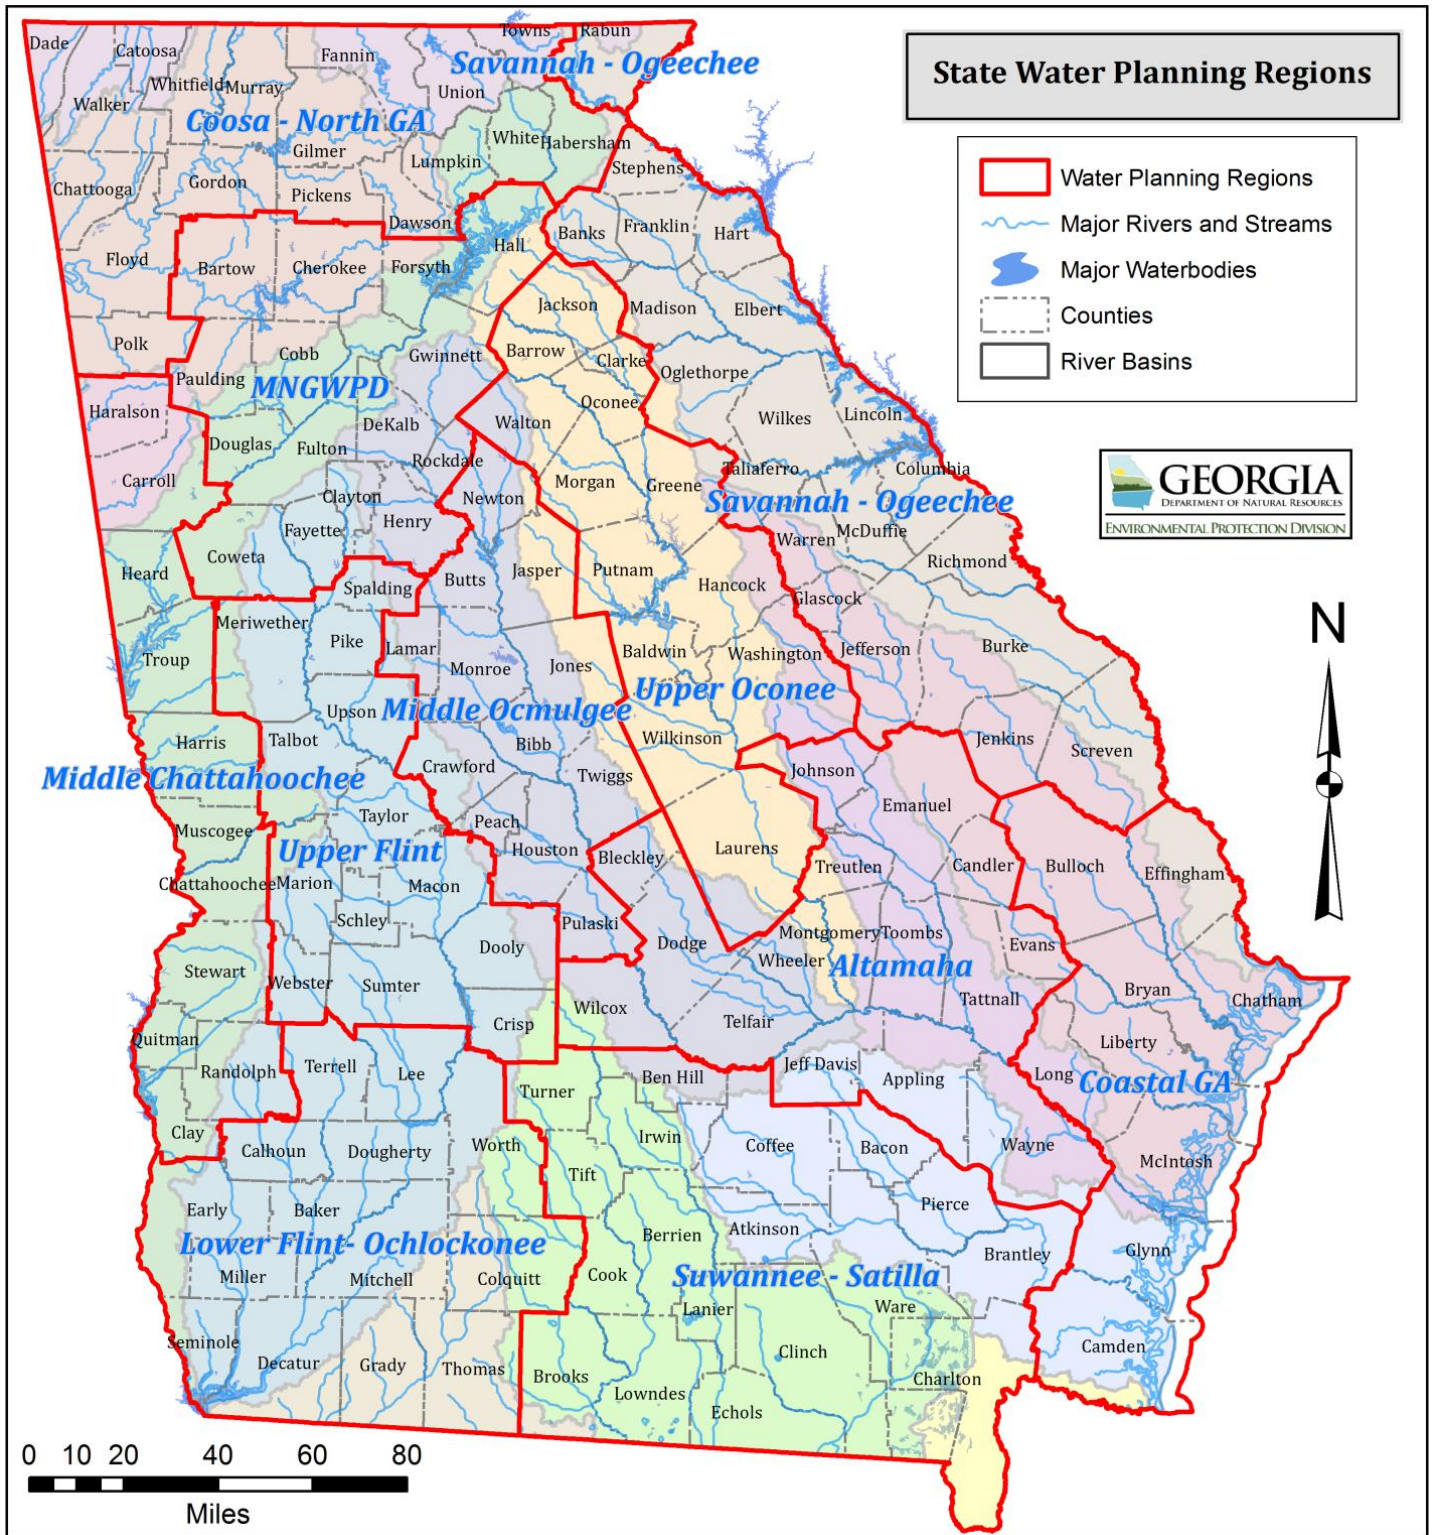 Towns
Rabun
Dade
Catoosa
Fannin
Savannah - Ogeechee
State Water Planning Regions
Whitfield
Murray
Union
Walker
Coosa - North GA
White
Habersham
Gilmer
Lumpkin
Stephens
Water Planning Regions
Chattooga
Gordon
Pickens
Dawson
Franklin
Major Rivers and Streams
Banks
Hart
Hall
Floyd
Bartow
Cherokee
Forsyth
Major Waterbodies
Jackson
Madison
Elbert
Counties
Polk
Cobb
Gwinnett
Barrow
Clarke
River Basins
Paulding
MNGWPD
Oglethorpe
Haralson
Oconee
DeKalb
Walton
Wilkes
Lincoln
Douglas
Fulton
Rockdale
Taliaferro
Columbia
Carroll
Clayton
Newton
Morgan
Greene
Savannah - Ogeechee
GEORGIA
DEPARTMENT OF NATURAL RESOURCES
ENVIRONMENTAL PROTECTION DIVISION
Fayette
Henry
Warren
McDuffie
Coweta
Heard
Richmond
Spalding
Butts
Jasper
Putnam
Hancock
Glascock
N
Meriwether
Pike
Lamar
Baldwin
Washington
Jefferson
Burke
Troup
Monroe
Jones
Upper Oconee
Upson
Middle Ocmulgee
Harris
Talbot
Bibb
Wilkinson
Jenkins
Screven
Middle Chattahoochee
Crawford
Twiggs
Johnson
Emanuel
Taylor
Peach
Muscogee
Upper Flint
Houston
Bleckley
Laurens
Treutlen
Candler
Bulloch
Effingham
Chattahoochee
Marion
Macon
Schley
Pulaski
Dooly
Dodge
Montgomery
Toombs
Evans
Stewart
Webster
Sumter
Wheeler
Altamaha
Tattnall
Bryan
Chatham
Wilcox
Telfair
Crisp
Quitman
Liberty
Randolph
Terrell
Lee
Ben Hill
Jeff Davis
Appling
Long
Coastal GA
Turner
Clay
Calhoun
Dougherty
Worth
Irwin
Coffee
Bacon
Wayne
McIntosh
Tift
Early
Baker
Pierce
Berrien
Atkinson
Lower Flint- Ochlockonee
Brantley
Glynn
Miller
Mitchell
Colquitt
Cook
Suwannee - Satilla
Lanier
Ware
Seminole
Decatur
Grady
Thomas
Brooks
Clinch
Camden
Lowndes
Charlton
Echols
0 10 20 40 60 80
Miles